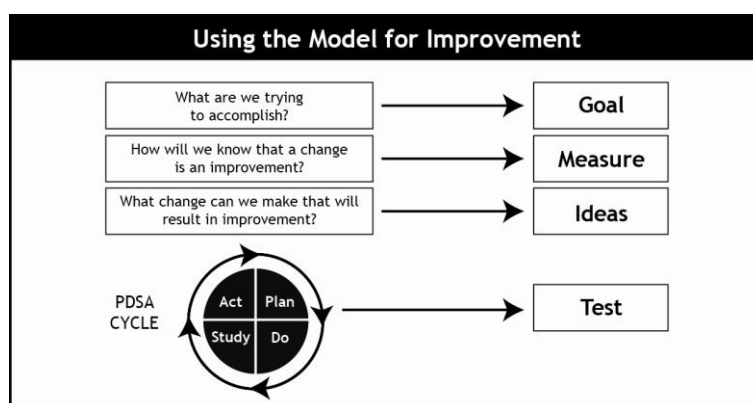 Using the Model for Improvement
What are we trying
to accomplish?
Goal
How will we know that a change
is an improvement?
Measure
What change can we make that will
result in improvement?
Ideas
PDSA
CYCLE
Act
Plan
Study
Do
Test